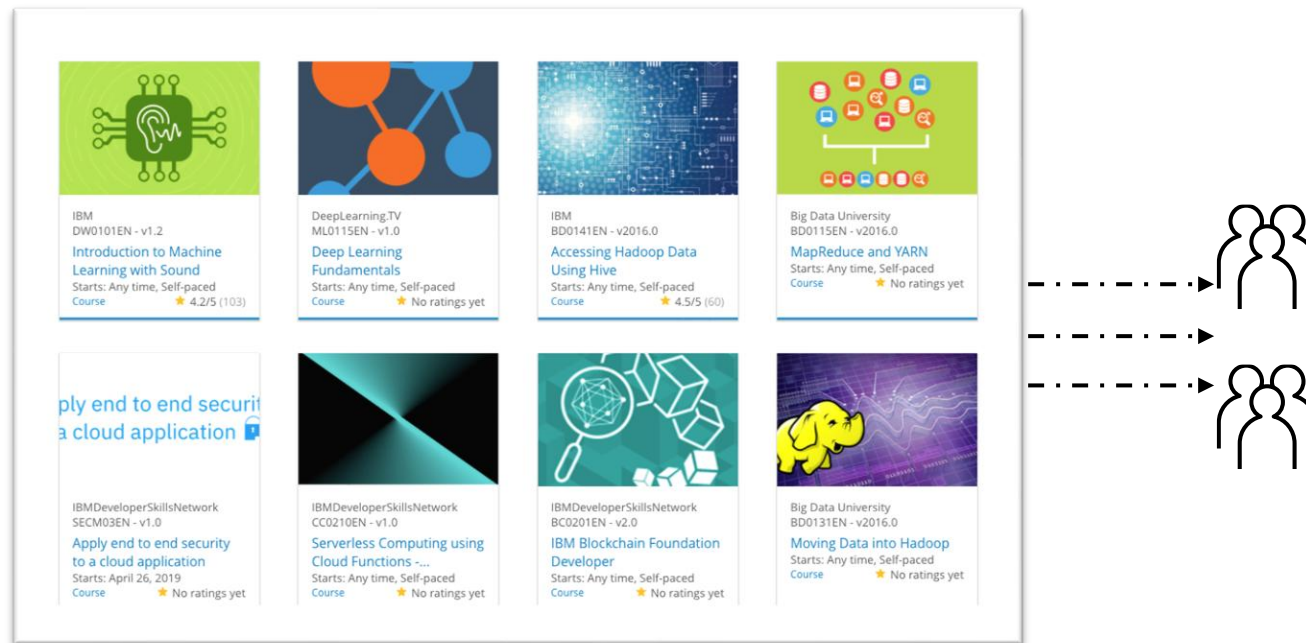 IBM
DW0101EN - v1.2
Introduction to Machine
Learning with Sound
Starts: Any time, Self-paced
Course 4.2/5 (103)
DeepLearning.TV
ML0115EN - v1.0
Deep Learning
Fundamentals
Starts: Any time, Self-paced
Course No ratings yet
IBM
BD0141EN - v2016.0
Accessing Hadoop Data
Using Hive
Starts: Any time, Self-paced
Course 4.5/5 (60)
Big Data University
BD0115EN - v2016.0
MapReduce and YARN
Starts: Any time, Self-paced
Course No ratings yet
ply end to end securit
a cloud application
IBMDeveloperSkillsNetwork
SECM03EN - v1.0
Apply end to end security
to a cloud application
Starts: April 26, 2019
Course No ratings yet
IBMDeveloperSkillsNetwork
CC0210EN - v1.0
Serverless Computing using
Cloud Functions -...
Starts: Any time, Self-paced
Course No ratings yet
IBMDeveloperSkillsNetwork
BC0201EN - v2.0
IBM Blockchain Foundation
Developer
Starts: Any time, Self-paced
Course No ratings yet
Big Data University
BD0131EN - v2016.0
Moving Data into Hadoop
Starts: Any time, Self-paced
Course No ratings yet